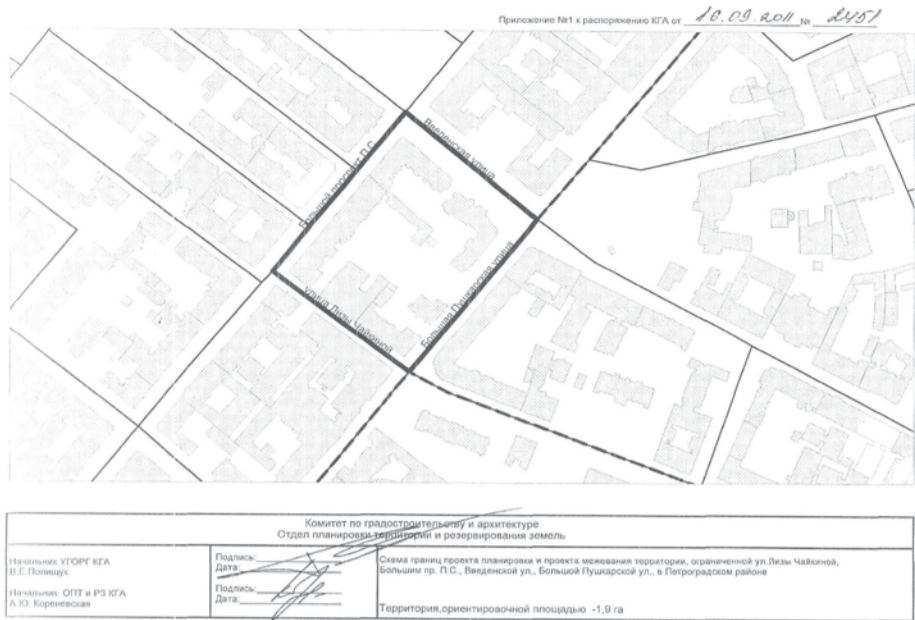 Приложение №1 к распоряжению КГА от 16.09.2011 № 2451
Введенская улица
Большой проспект П.С.
Большая Пушкарская улица
улица Лизы Чайкиной
Комитет по градостроительству и архитектуре
Отдел планировки территории и резервирования земель
Начальник УГОРГ КГА
В.Е.Полищук
Подпись:
Дата:
Начальник ОПТ и РЗ КГА
А.Ю. Кореневская
Подпись:
Дата:
Схема границ проекта планировки и проекта межевания территории, ограниченной ул.Лизы Чайкиной,
Большим пр. П.С., Введенской ул., Большой Пушкарской ул., в Петроградском районе
Территория,ориентировочной площадью -1,9 га